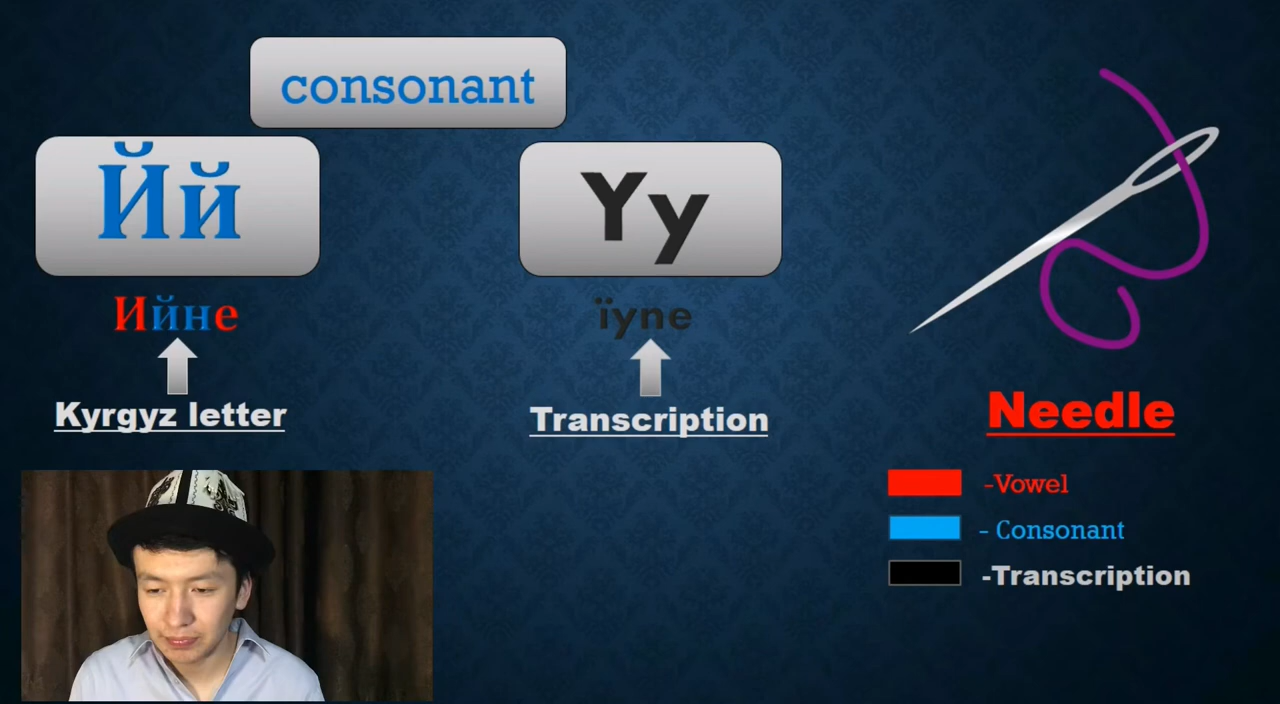 consonant
Йй
Yy
Ийне
ïyne
Kyrgyz letter
Transcription
Needle
-Vowel
- Consonant
-Transcription